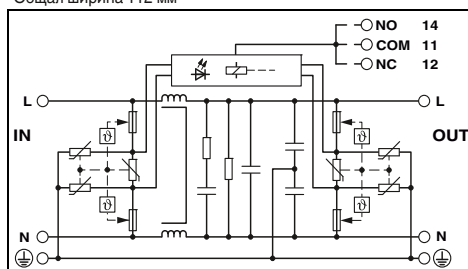 Общая ширина 112 мм
NO 14
COM 11
NC 12
L L
IN OUT
ϑ ϑ
ϑ ϑ
N N